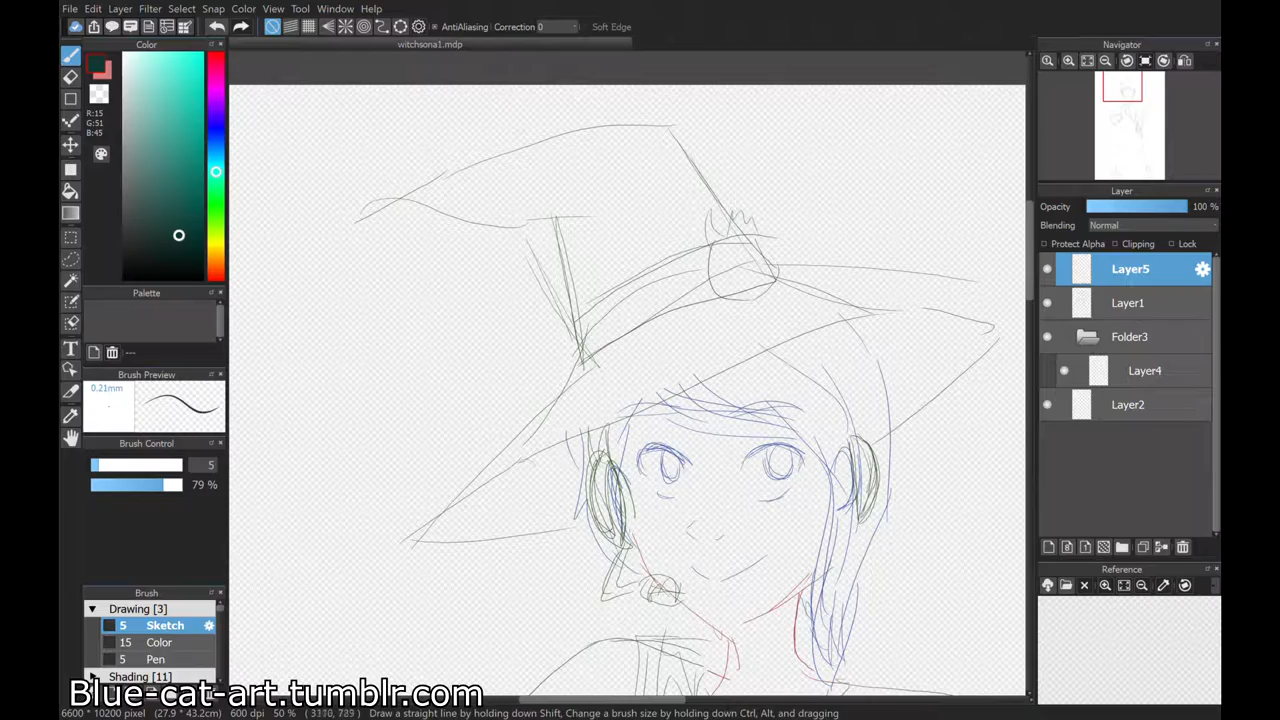 File Edit Layer Filter Select Snap Color View Tool Window Help
AntiAliasing Correction 0 Soft Edge
Color
witchsona1.mdp
Navigator
R:15
G:51
B:45
Layer
Opacity 100 %
Blending Normal
Protect Alpha Clipping Lock
Layer5
Layer1
Folder3
Layer4
Layer2
Palette
---
Brush Preview
0.21mm
Brush Control
5
79 %
Reference
Brush
Drawing [3]
5 Sketch
15 Color
5 Pen
Shading [11]
Blue-cat-art.tumblr.com
6600 * 10200 pixel (27.9 * 43.2cm) 600 dpi 50 % Draw a straight line by holding down Shift, Change a brush size by holding down Ctrl, Alt, and dragging